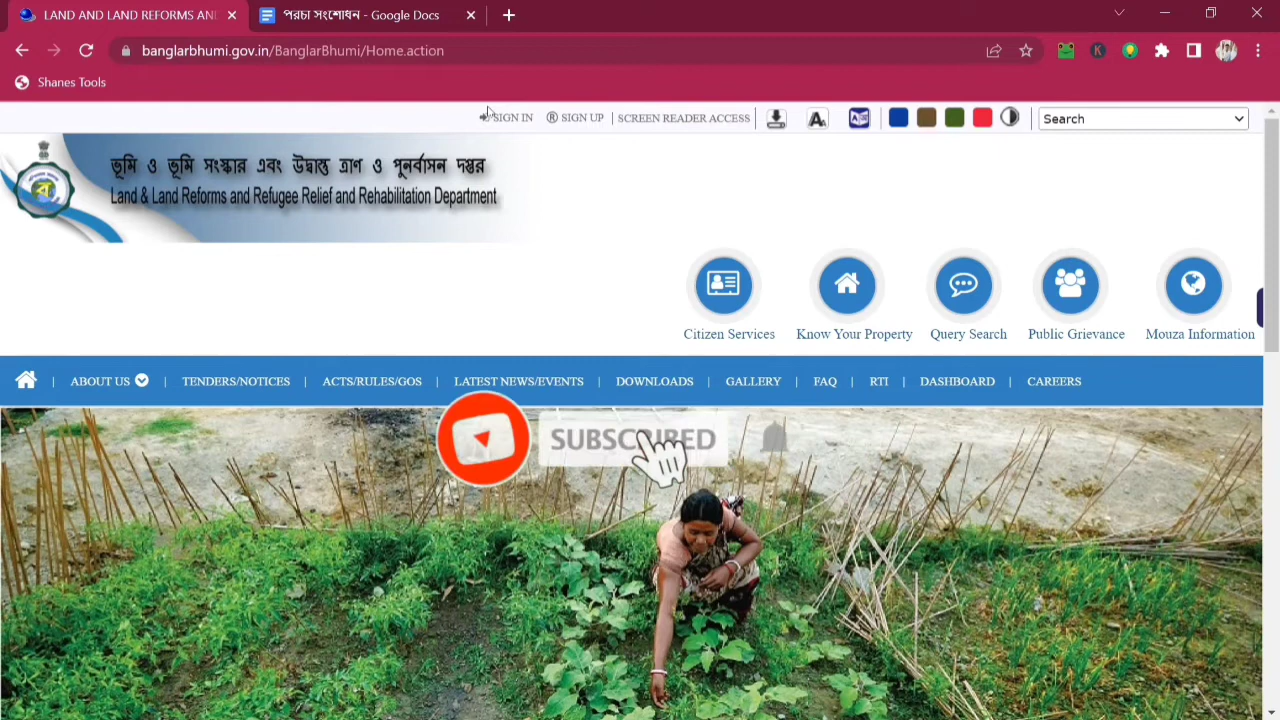 LAND AND LAND REFORMS AN
পরচা সংশোধন - Google Docs
banglarbhumi.gov.in/BanglarBhumi/Home.action
Shanes Tools
SIGN IN
SIGN UP
SCREEN READER ACCESS
Search
ভূমি ও ভূমি সংস্কার এবং উদ্বাস্তু ত্রাণ ও পুনর্বাসন দপ্তর
Land & Land Reforms and Refugee Relief and Rehabilitation Department
Citizen Services
Know Your Property
Query Search
Public Grievance
Mouza Information
ABOUT US
TENDERS/NOTICES
ACTS/RULES/GOS
LATEST NEWS/EVENTS
DOWNLOADS
GALLERY
FAQ
RTI
DASHBOARD
CAREERS
SUBSCRIBED